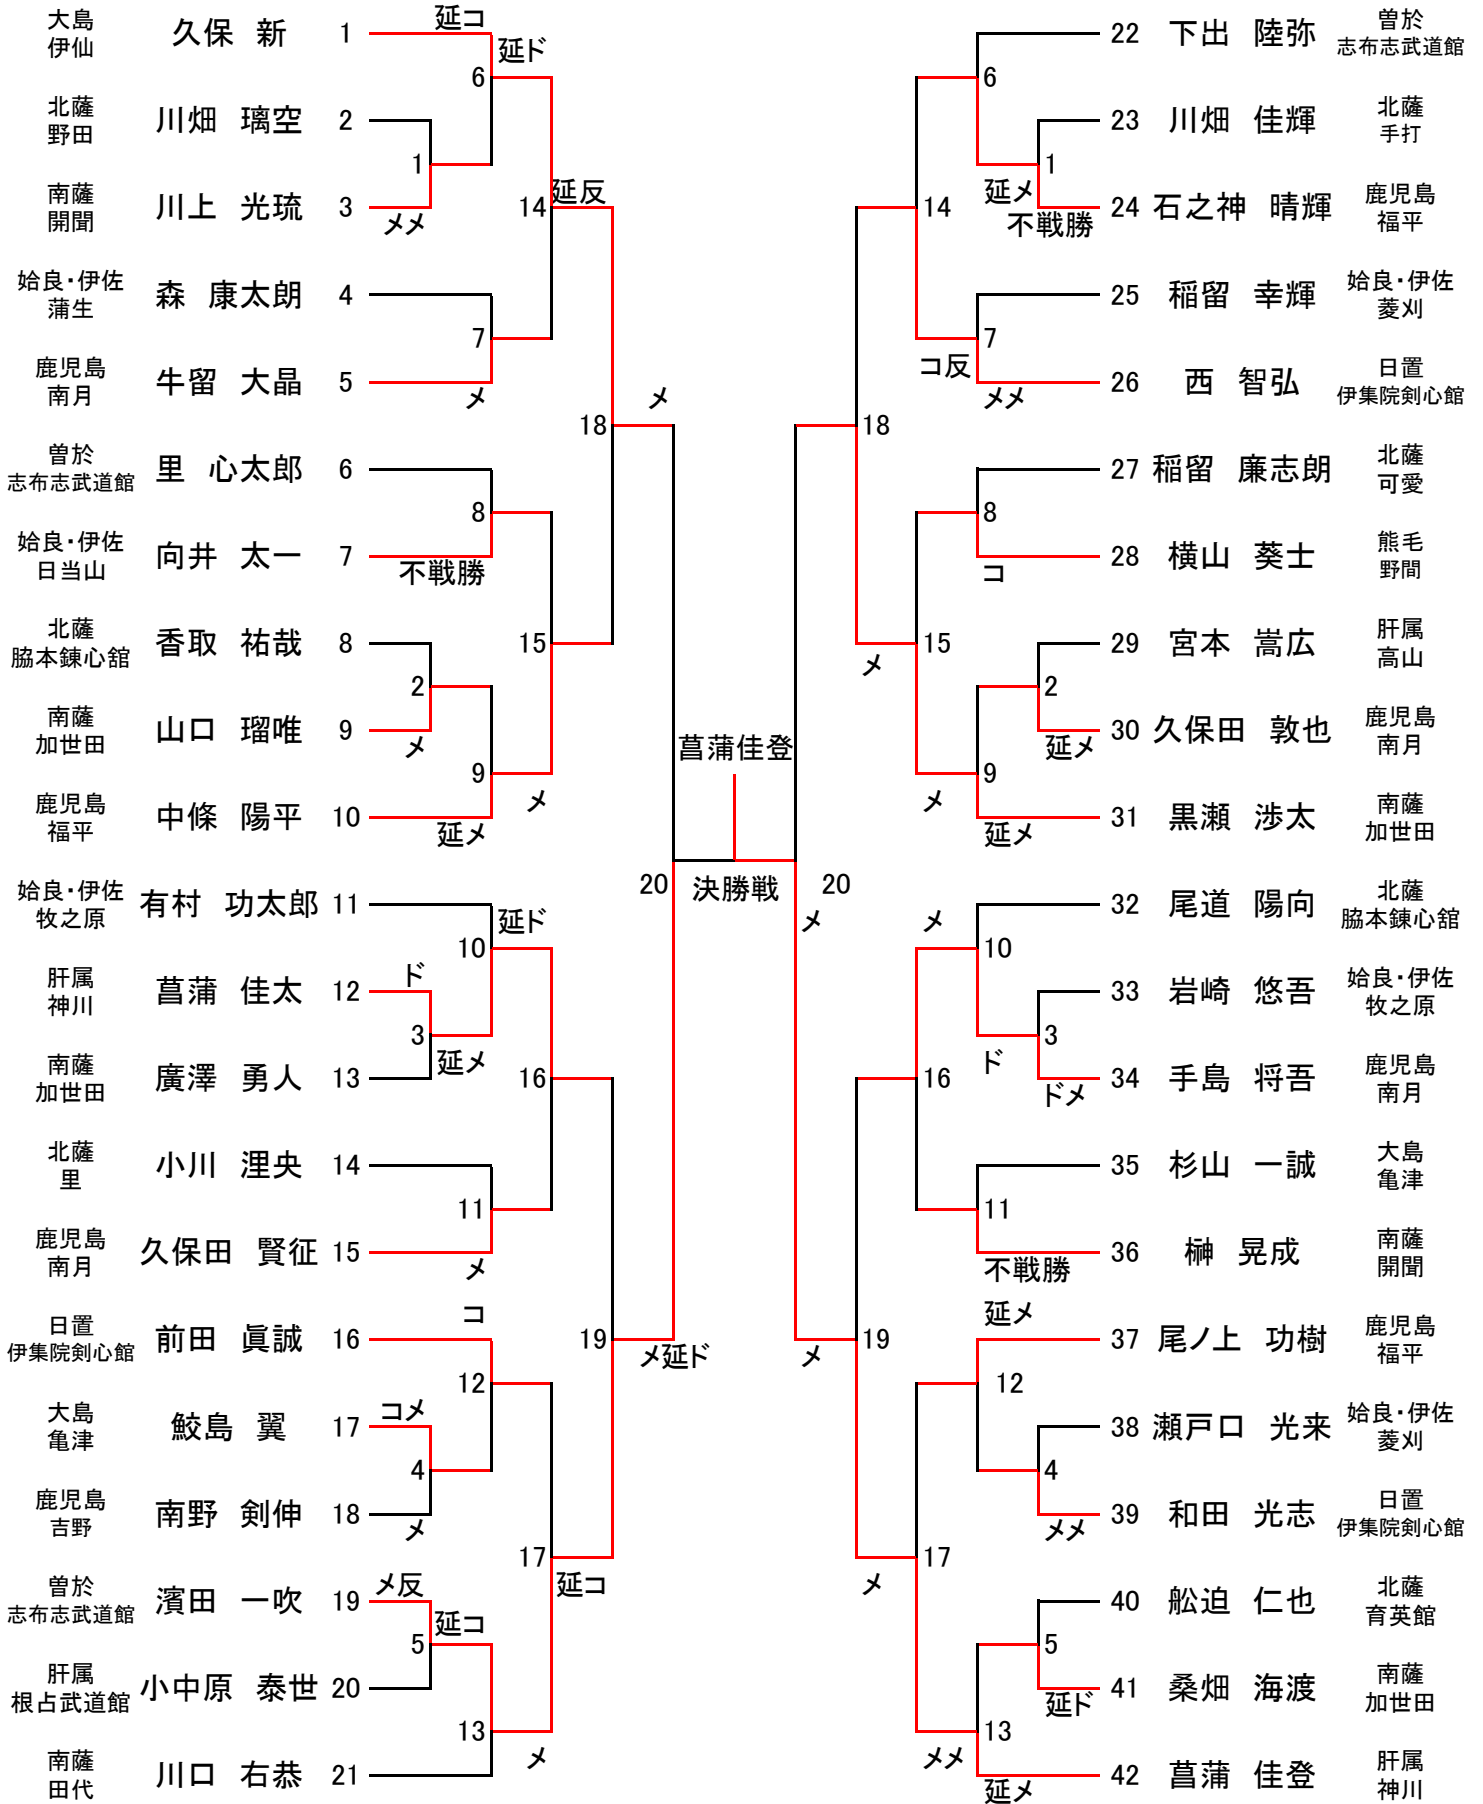 大島
伊仙
久保 新 1
延コ
延ド
6
北薩
野田
川畑 璃空 2
1
南薩
開聞
川上 光琉 3
メメ
14
延反
姶良・伊佐
蒲生
森 康太朗 4
7
鹿児島
南月
牛留 大晶 5
メ
18
メ
曽於
志布志武道館
里 心太郎 6
8
姶良・伊佐
日当山
向井 太一 7
不戦勝
北薩
脇本錬心舘
香取 祐哉 8
15
2
南薩
加世田
山口 瑠唯 9
メ
9
メ
鹿児島
福平
中條 陽平 10
延メ
姶良・伊佐
牧之原
有村 功太郎 11
延ド
10
肝属
神川
菖蒲 佳太 12
ド
3
延メ
南薩
加世田
廣澤 勇人 13
16
北薩
里
小川 浬央 14
11
鹿児島
南月
久保田 賢征 15
メ
日置
伊集院剣心館
前田 眞誠 16
コ
19
メ延ド
12
大島
亀津
鮫島 翼 17
コメ
4
鹿児島
吉野
南野 剣伸 18
メ
17
延コ
曽於
志布志武道館
濱田 一吹 19
メ反
延コ
5
肝属
根占武道館
小中原 泰世 20
13
メ
南薩
田代
川口 右恭 21
菖蒲佳登
20 決勝戦 20
メ
22 下出 陸弥
曽於
志布志武道館
6
23 川畑 佳輝
北薩
手打
1
延メ
24 石之神 晴輝
鹿児島
福平
不戦勝
14
25 稲留 幸輝
姶良・伊佐
菱刈
7
コ反
26 西 智弘
日置
伊集院剣心館
メメ
18
27 稲留 廉志朗
北薩
可愛
8
28 横山 葵士
熊毛
野間
コ
29 宮本 嵩広
肝属
高山
15
メ
2
30 久保田 敦也
鹿児島
南月
延メ
9
メ
31 黒瀬 渉太
南薩
加世田
延メ
32 尾道 陽向
北薩
脇本錬心舘
メ
10
33 岩崎 悠吾
姶良・伊佐
牧之原
3
ド
34 手島 将吾
鹿児島
南月
ドメ
16
35 杉山 一誠
大島
亀津
11
36 榊 晃成
南薩
開聞
不戦勝
延メ
37 尾ノ上 功樹
鹿児島
福平
19
メ
12
38 瀬戸口 光来
姶良・伊佐
菱刈
4
39 和田 光志
日置
伊集院剣心館
メメ
17
メ
40 舩迫 仁也
北薩
育英館
5
41 桑畑 海渡
南薩
加世田
延ド
13
メメ
42 菖蒲 佳登
肝属
神川
延メ